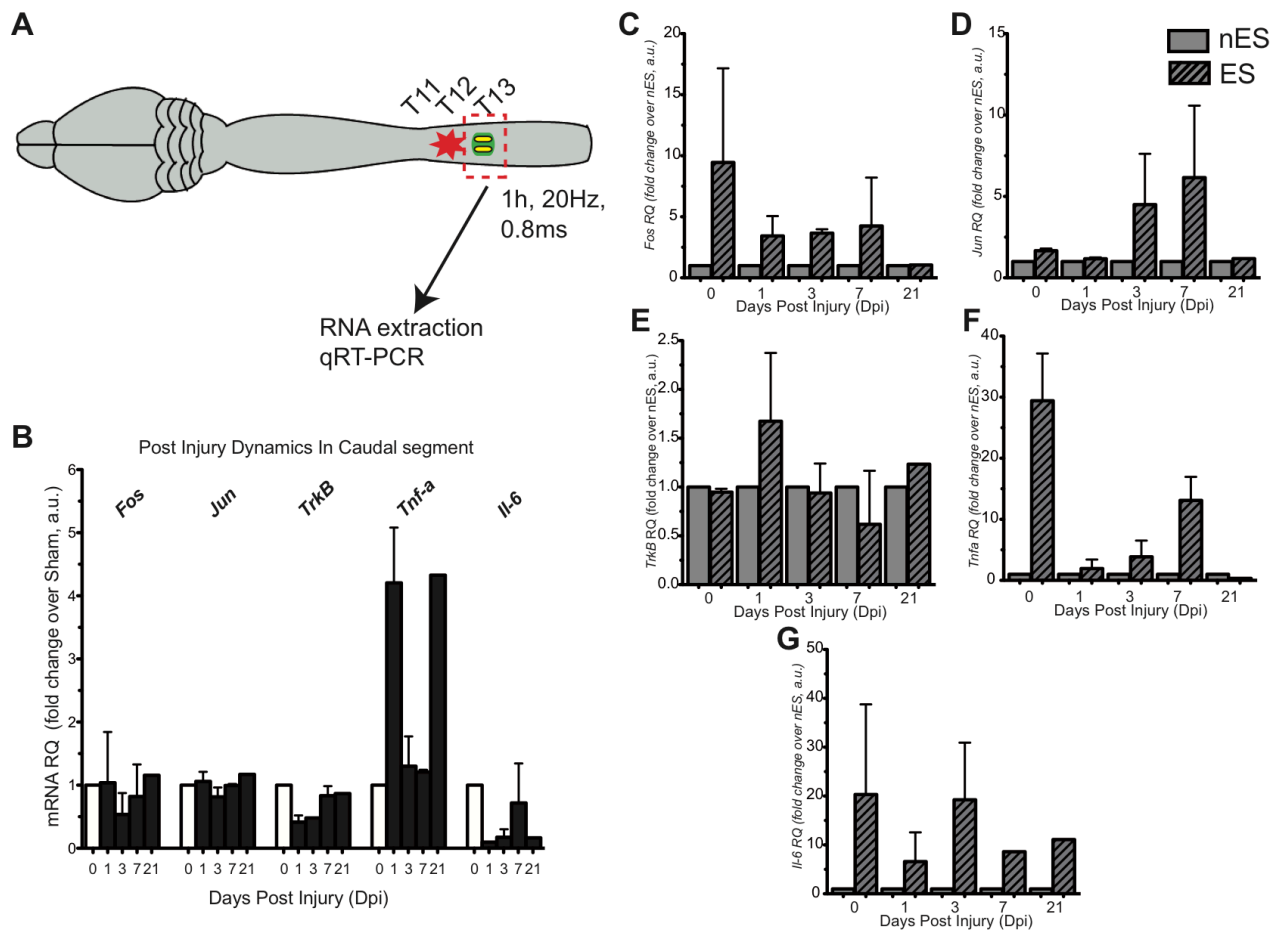 A
T11
T12
T13
1h, 20Hz,
0.8ms
RNA extraction
qRT-PCR
B
Post Injury Dynamics In Caudal segment
mRNA RQ (fold change over Sham, a.u.)
6
5
4
3
2
1
0
Fos
Jun
TrkB
Tnf-a
Il-6
0 1 3 7 21 0 1 3 7 21 0 1 3 7 21 0 1 3 7 21 0 1 3 7 21
Days Post Injury (Dpi)
C
Fos RQ (fold change over nES, a.u.)
20
15
10
5
0
0 1 3 7 21
Days Post Injury (Dpi)
D
nES
ES
Jun RQ (fold change over nES, a.u.)
15
10
5
0
0 1 3 7 21
Days Post Injury (Dpi)
E
TrkB RQ (fold change over nES, a.u.)
2.5
2.0
1.5
1.0
0.5
0.0
0 1 3 7 21
Days Post Injury (Dpi)
F
Tnfa RQ (fold change over nES, a.u.)
40
30
20
10
0
0 1 3 7 21
Days Post Injury (Dpi)
G
Il-6 RQ (fold change over nES, a.u.)
50
40
30
20
10
0
0 1 3 7 21
Days Post Injury (Dpi)